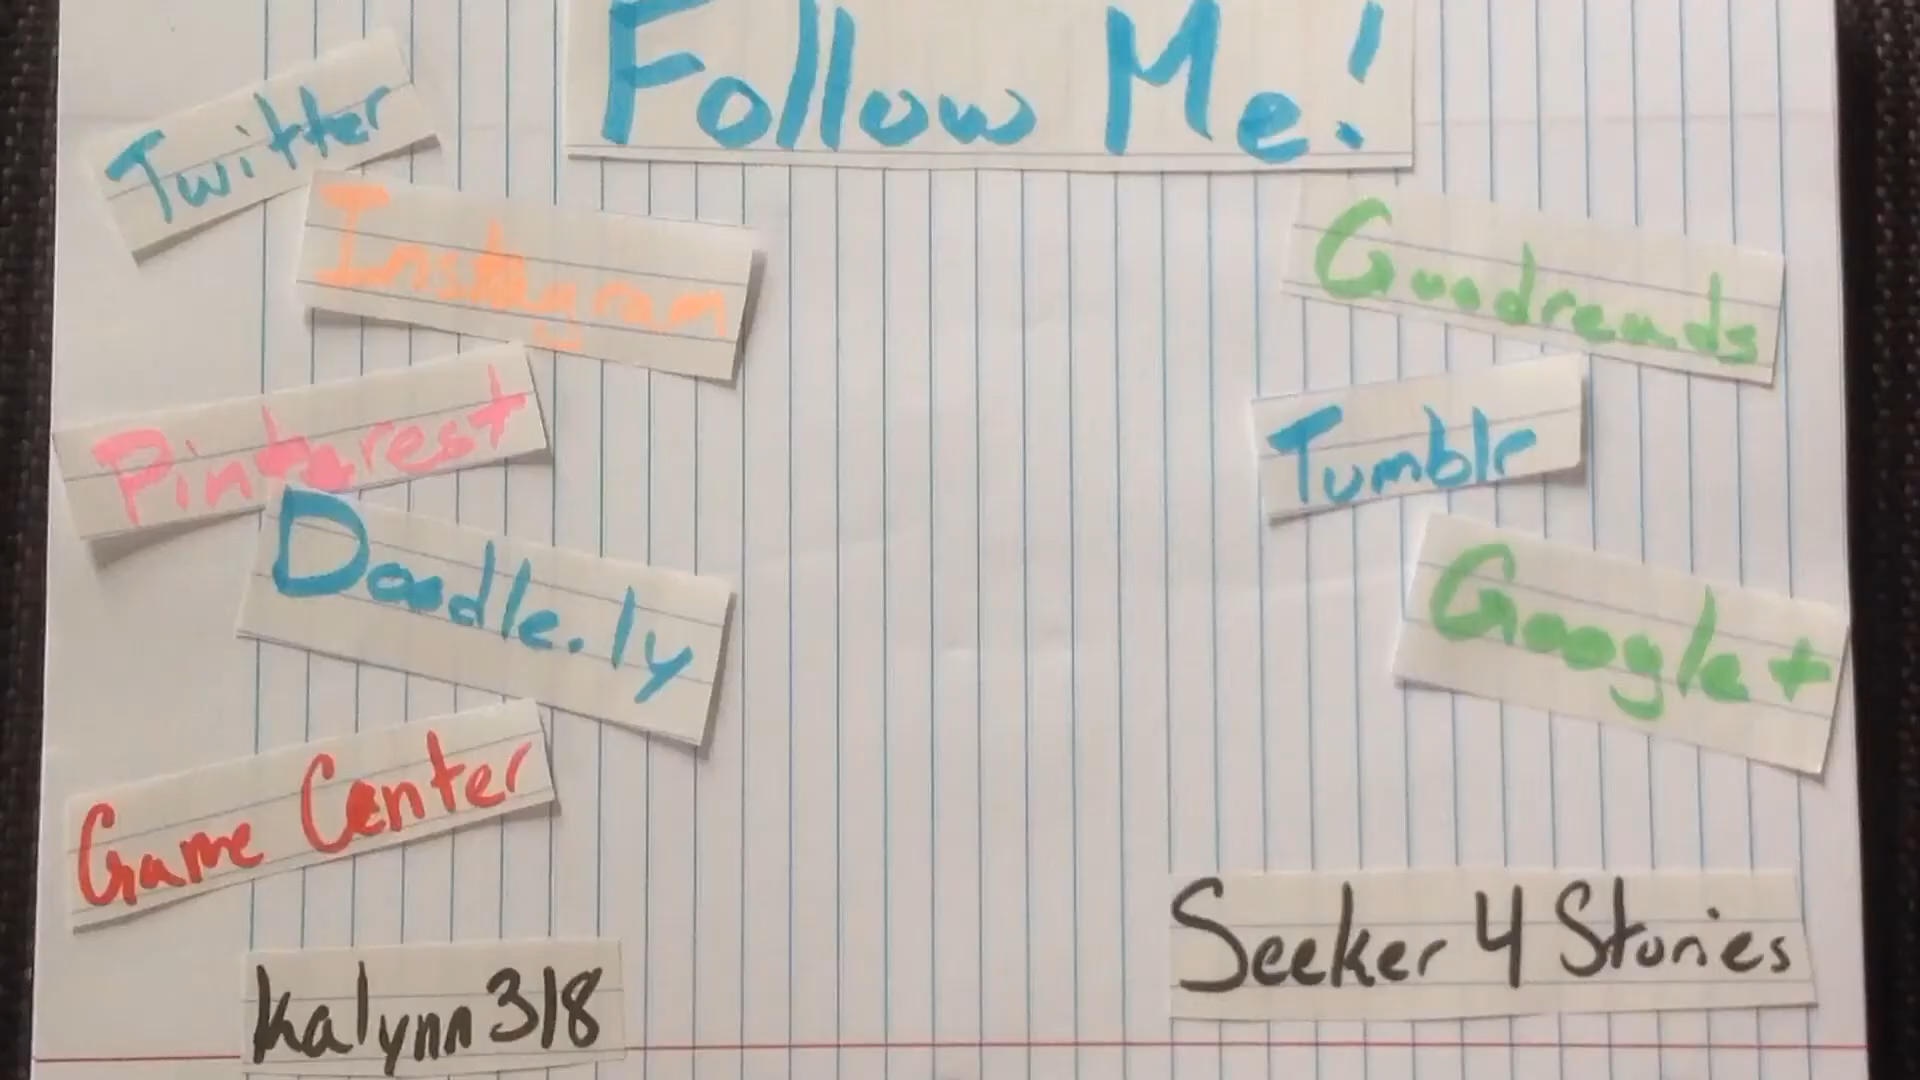 Follow Me!
Twitter
Instagram
Pinterest
Doodle.ly
Game Center
kalynn318
Goodreads
Tumblr
Google+
Seeker 4 Stories